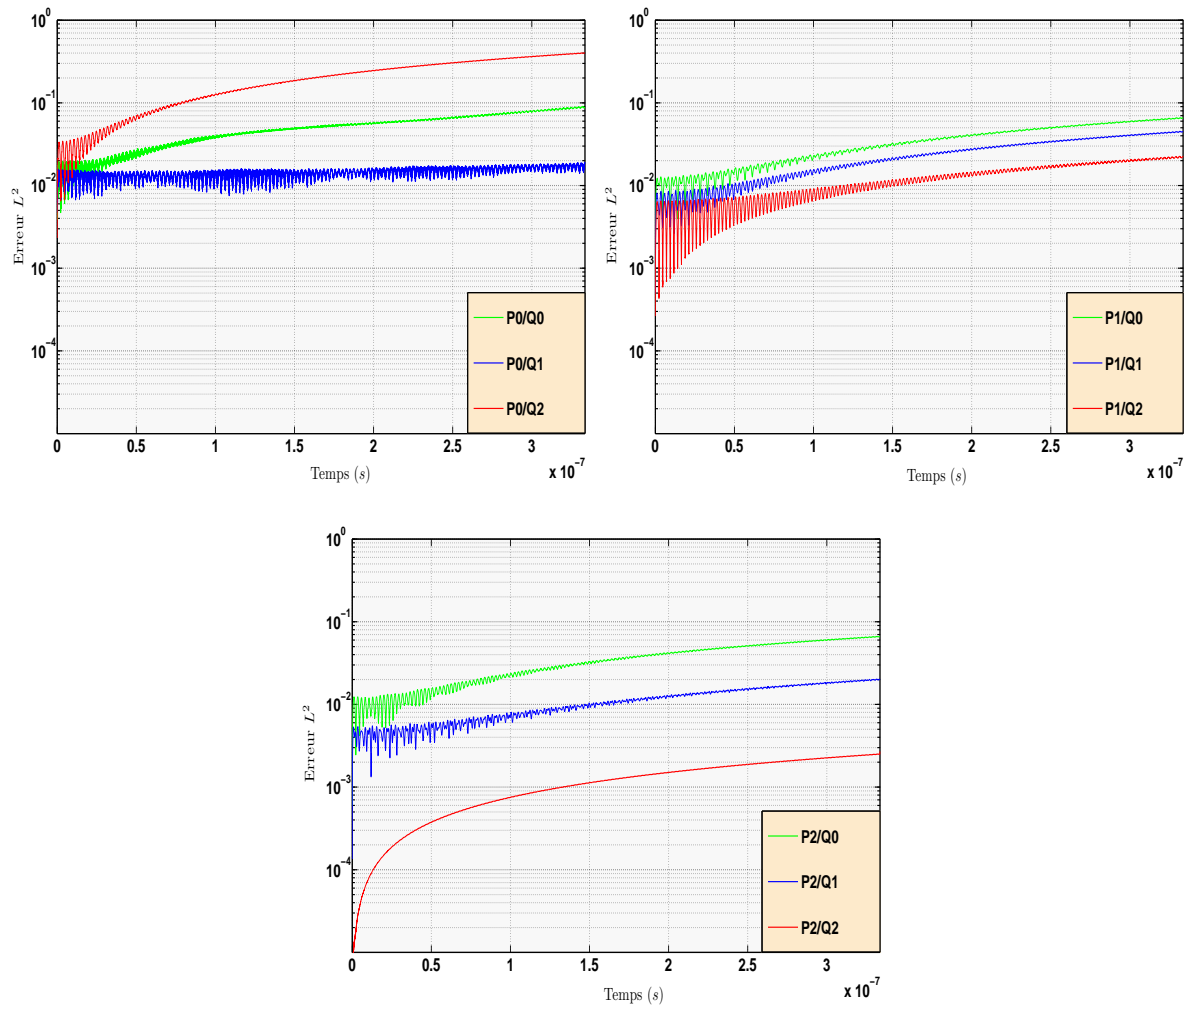 10^0
10^-1
10^-2
10^-3
10^-4
Erreur L^2
P0/Q0
P0/Q1
P0/Q2
0 0.5 1 1.5 2 2.5 3
x 10^-7
Temps (s)
10^0
10^-1
10^-2
10^-3
10^-4
Erreur L^2
P1/Q0
P1/Q1
P1/Q2
0 0.5 1 1.5 2 2.5 3
x 10^-7
Temps (s)
10^0
10^-1
10^-2
10^-3
10^-4
Erreur L^2
P2/Q0
P2/Q1
P2/Q2
0 0.5 1 1.5 2 2.5 3
x 10^-7
Temps (s)